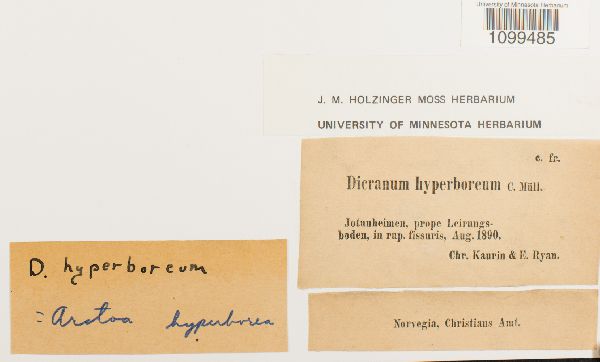 University of Minnesota Herbarium
1099485
J. M. HOLZINGER MOSS HERBARIUM
UNIVERSITY OF MINNESOTA HERBARIUM
c. fr.
Dicranum hyperboreum C. Müll.
Jotunheimen, prope Leirungs-
boden, in rup. fissuris, Aug. 1890.
Chr. Kaurin & E. Ryan.
Norvegia, Christians Amt.
D. hyperboreum
= Arctoa hyperborea